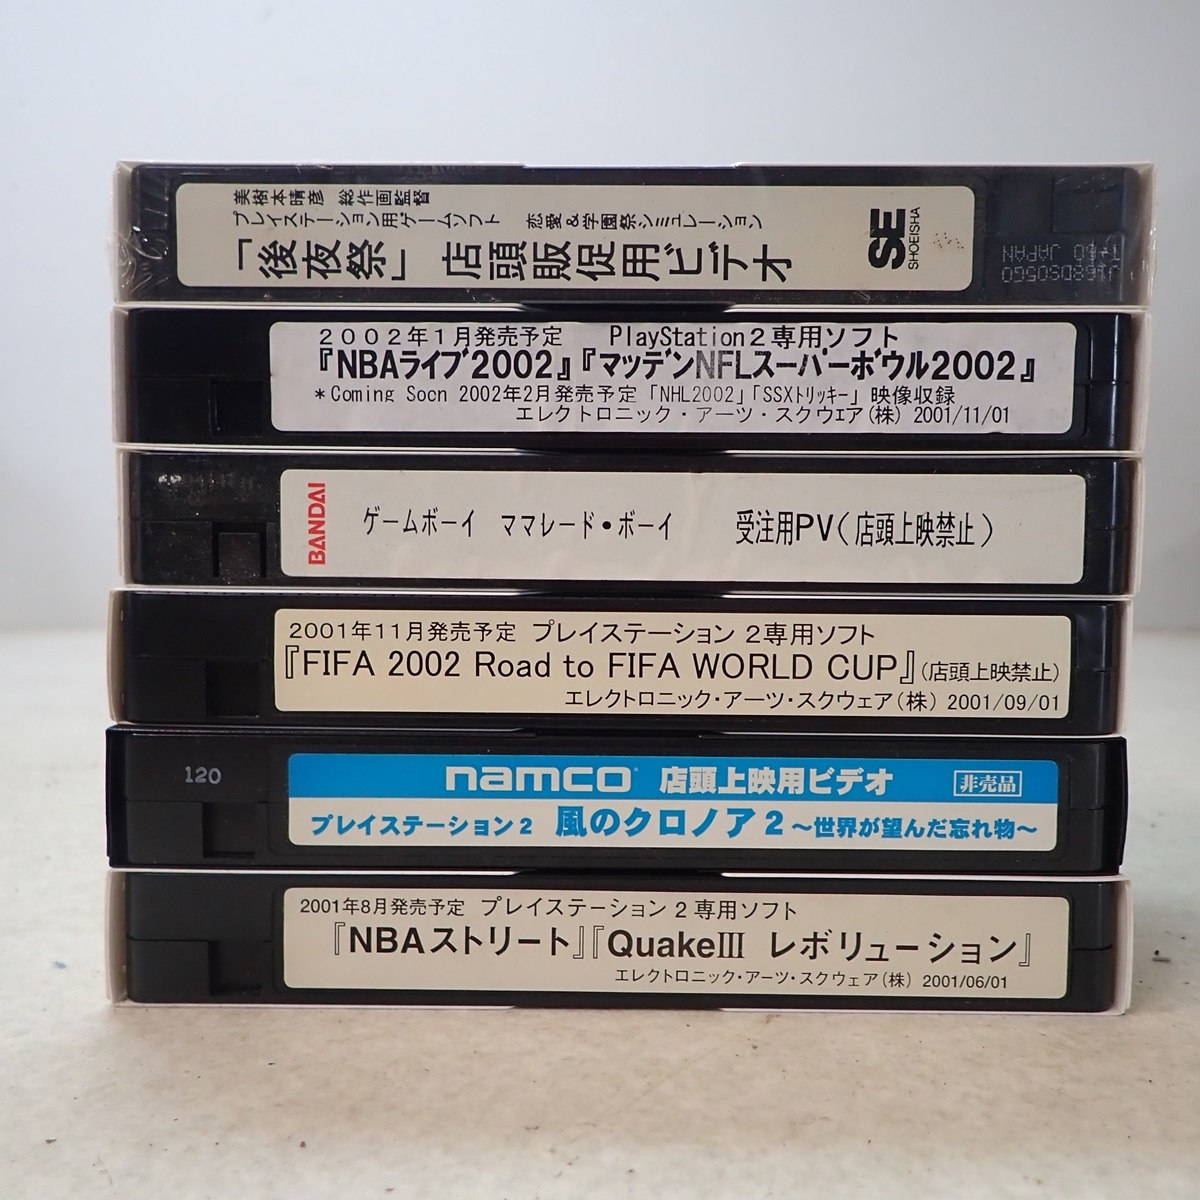 美樹本晴彦 総作画監督
プレイステーション用ゲームソフト 恋愛&学園祭シミュレーション
「後夜祭」店頭販促用ビデオ
SE
SHOEISHA
T-60 JAPAN
2002年1月発売予定 PlayStation2専用ソフト
『NBAライブ2002』『マッデンNFLスーパーボウル2002』
*Coming Soon 2002年2月発売予定「NHL2002」「SSXトリッキー」映像収録
エレクトロニック・アーツ・スクウェア(株) 2001/11/01
BANDAI
ゲームボーイ ママレード・ボーイ 受注用PV(店頭上映禁止)
2001年11月発売予定 プレイステーション 2専用ソフト
『FIFA 2002 Road to FIFA WORLD CUP』(店頭上映禁止)
エレクトロニック・アーツ・スクウェア(株) 2001/09/01
120
namco 店頭上映用ビデオ 非売品
プレイステーション2 風のクロノア2~世界が望んだ忘れ物~
2001年8月発売予定 プレイステーション 2専用ソフト
『NBAストリート』『QuakeⅢ レボリューション』
エレクトロニック・アーツ・スクウェア(株) 2001/06/01